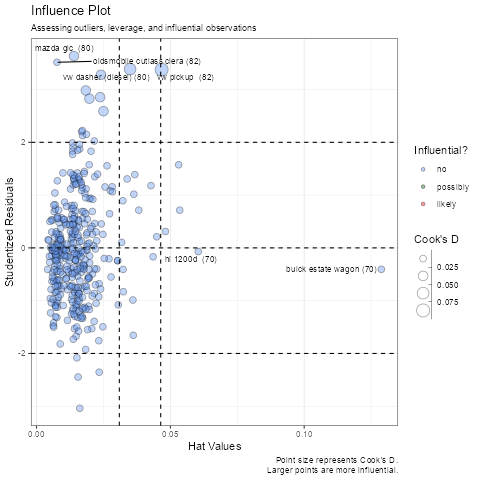 Influence Plot
Assessing outliers, leverage, and influential observations
mazda glc (80)
oldsmobile cutlass ciera (82)
vw dasher (diesel) (80)
vw pickup (82)
hi 1200d (70)
buick estate wagon (70)
2
0
-2
0.00
0.05
0.10
Studentized Residuals
Hat Values
Influential?
no
possibly
likely
Cook's D
0.025
0.050
0.075
Point size represents Cook's D.
Larger points are more influential.